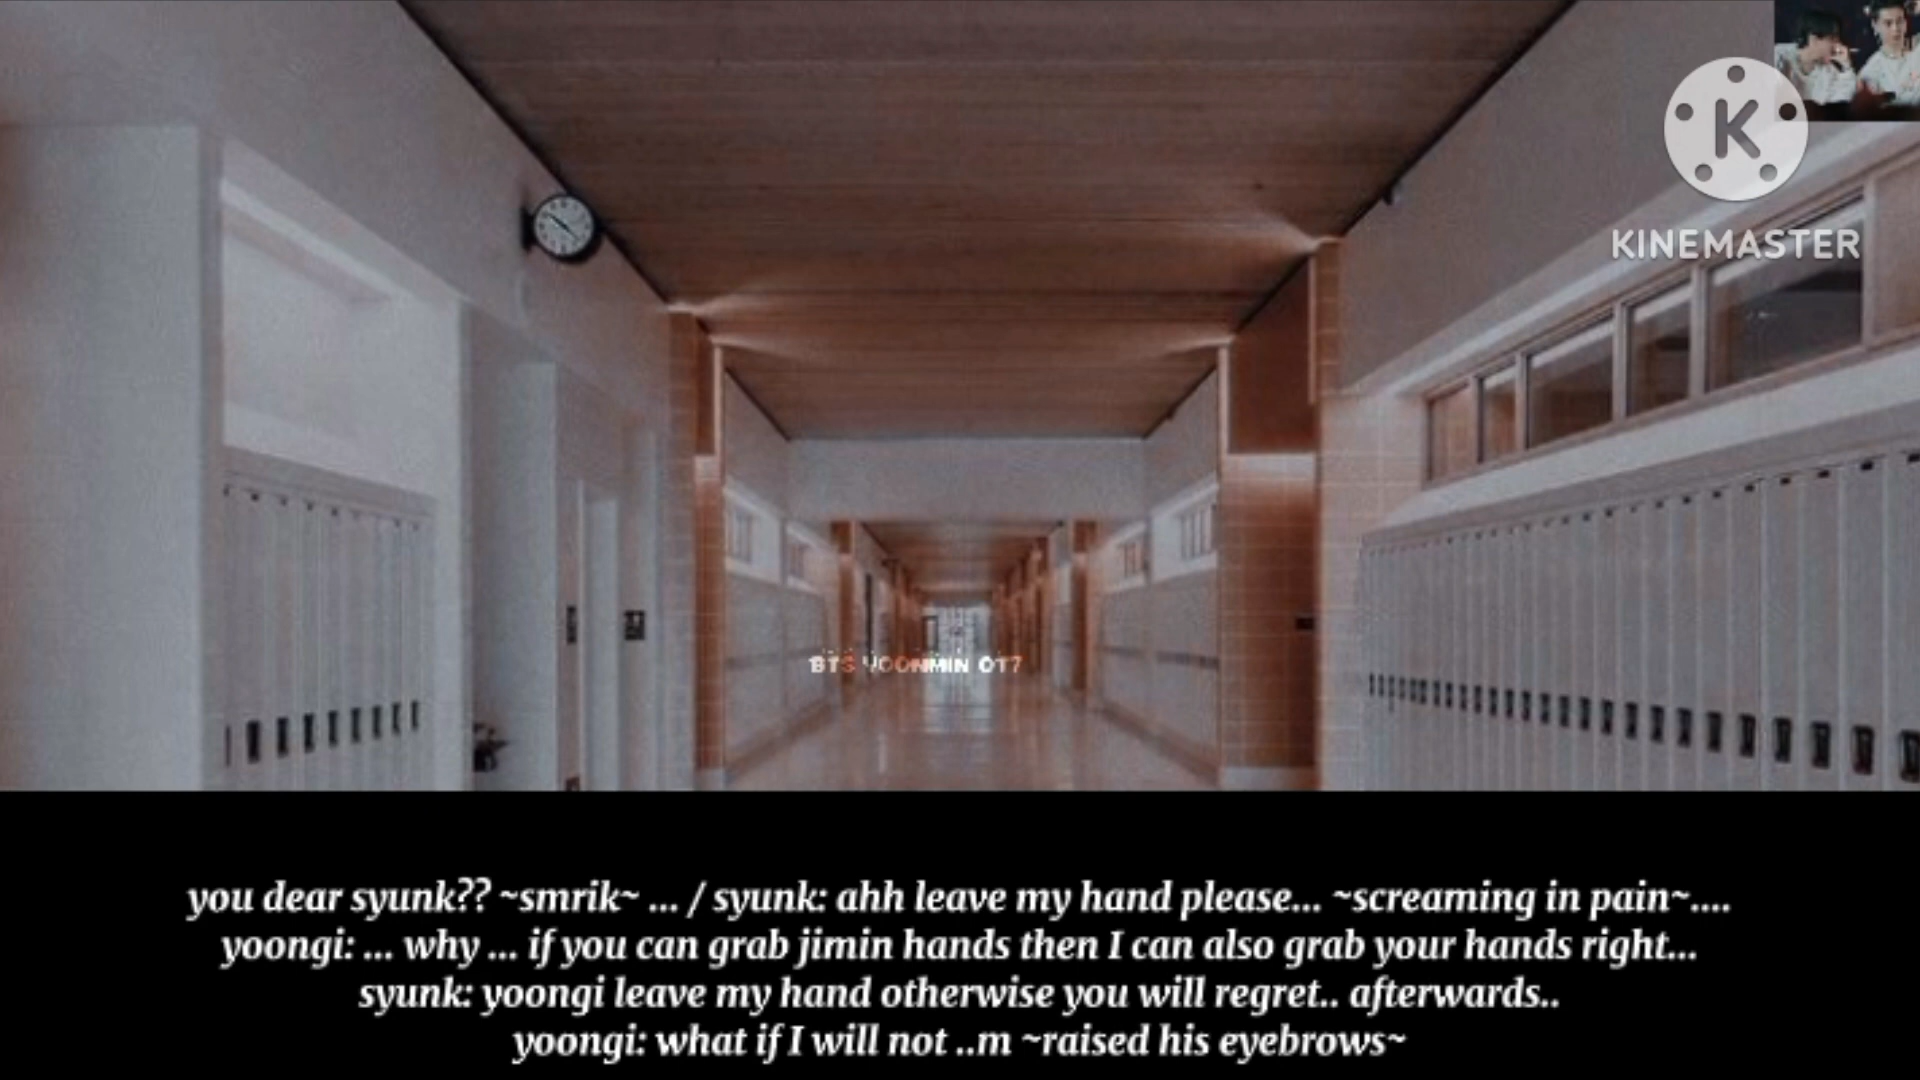 KINEMASTER
BTS YOONMIN OT7
you dear syunk?? ~smrik~ ... / syunk: ahh leave my hand please... ~screaming in pain~....
yoongi: ... why ... if you can grab jimin hands then I can also grab your hands right...
syunk: yoongi leave my hand otherwise you will regret.. afterwards..
yoongi: what if I will not ..m ~raised his eyebrows~